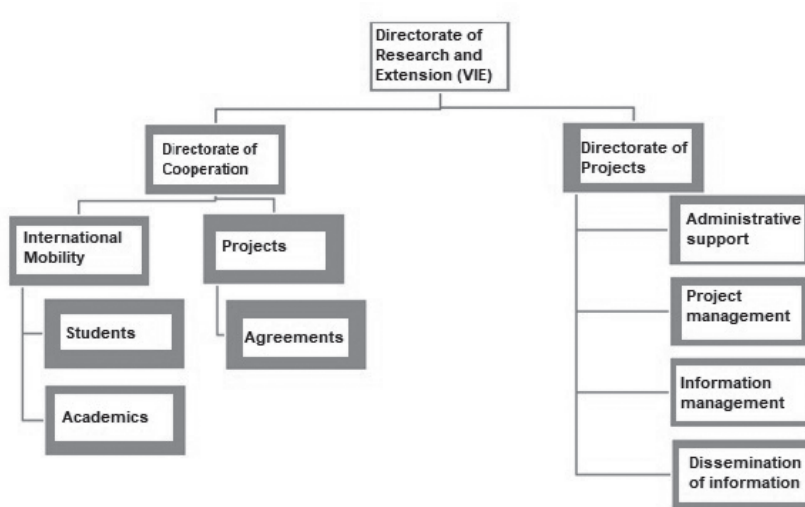 Directorate of
Research and
Extension (VIE)
Directorate of
Cooperation
Directorate of
Projects
International
Mobility
Projects
Administrative
support
Students
Agreements
Project
management
Academics
Information
management
Dissemination
of information